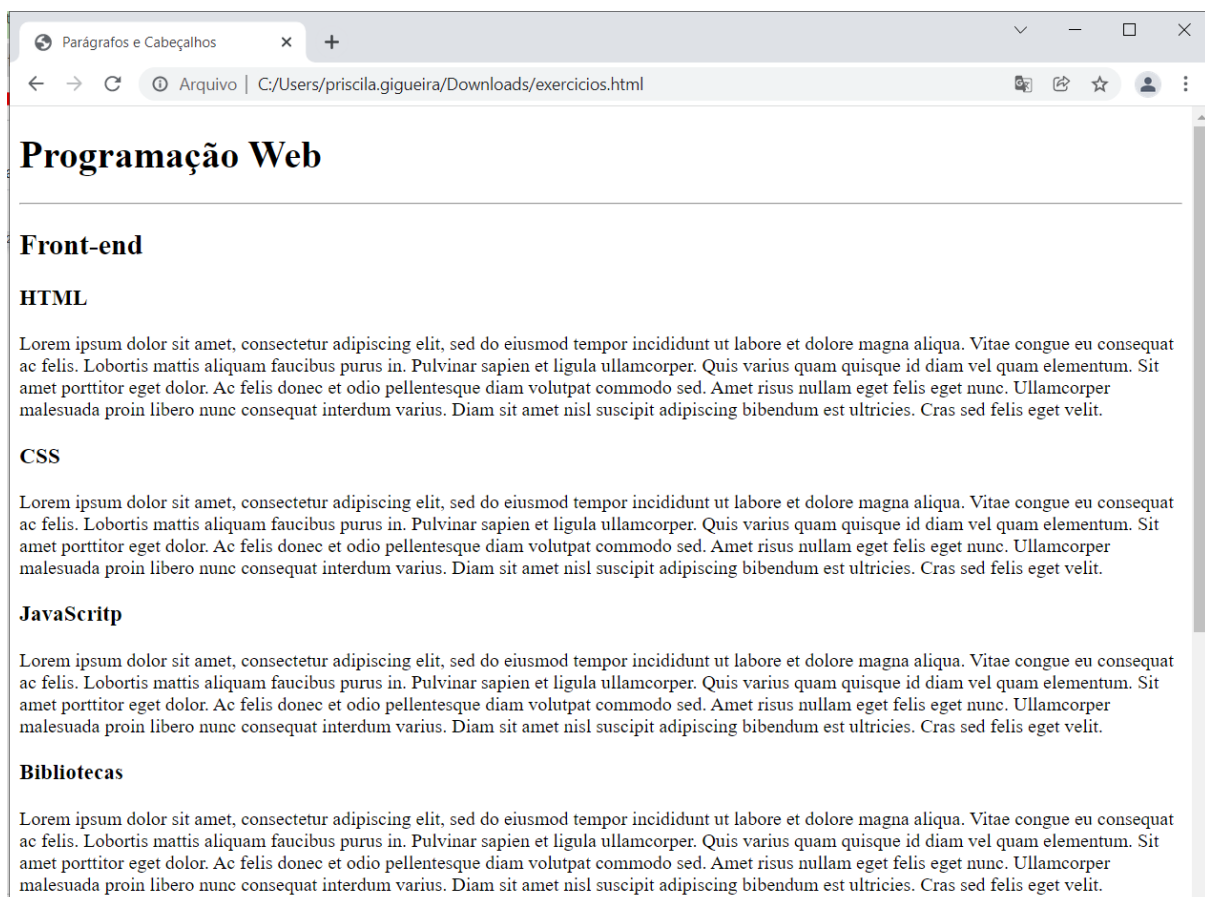 Parágrafos e Cabeçalhos
Arquivo | C:/Users/priscila.gigueira/Downloads/exercicios.html
Programação Web
Front-end
HTML
Lorem ipsum dolor sit amet, consectetur adipiscing elit, sed do eiusmod tempor incididunt ut labore et dolore magna aliqua. Vitae congue eu consequat
ac felis. Lobortis mattis aliquam faucibus purus in. Pulvinar sapien et ligula ullamcorper. Quis varius quam quisque id diam vel quam elementum. Sit
amet porttitor eget dolor. Ac felis donec et odio pellentesque diam volutpat commodo sed. Amet risus nullam eget felis eget nunc. Ullamcorper
malesuada proin libero nunc consequat interdum varius. Diam sit amet nisl suscipit adipiscing bibendum est ultricies. Cras sed felis eget velit.
CSS
Lorem ipsum dolor sit amet, consectetur adipiscing elit, sed do eiusmod tempor incididunt ut labore et dolore magna aliqua. Vitae congue eu consequat
ac felis. Lobortis mattis aliquam faucibus purus in. Pulvinar sapien et ligula ullamcorper. Quis varius quam quisque id diam vel quam elementum. Sit
amet porttitor eget dolor. Ac felis donec et odio pellentesque diam volutpat commodo sed. Amet risus nullam eget felis eget nunc. Ullamcorper
malesuada proin libero nunc consequat interdum varius. Diam sit amet nisl suscipit adipiscing bibendum est ultricies. Cras sed felis eget velit.
JavaScritp
Lorem ipsum dolor sit amet, consectetur adipiscing elit, sed do eiusmod tempor incididunt ut labore et dolore magna aliqua. Vitae congue eu consequat
ac felis. Lobortis mattis aliquam faucibus purus in. Pulvinar sapien et ligula ullamcorper. Quis varius quam quisque id diam vel quam elementum. Sit
amet porttitor eget dolor. Ac felis donec et odio pellentesque diam volutpat commodo sed. Amet risus nullam eget felis eget nunc. Ullamcorper
malesuada proin libero nunc consequat interdum varius. Diam sit amet nisl suscipit adipiscing bibendum est ultricies. Cras sed felis eget velit.
Bibliotecas
Lorem ipsum dolor sit amet, consectetur adipiscing elit, sed do eiusmod tempor incididunt ut labore et dolore magna aliqua. Vitae congue eu consequat
ac felis. Lobortis mattis aliquam faucibus purus in. Pulvinar sapien et ligula ullamcorper. Quis varius quam quisque id diam vel quam elementum. Sit
amet porttitor eget dolor. Ac felis donec et odio pellentesque diam volutpat commodo sed. Amet risus nullam eget felis eget nunc. Ullamcorper
malesuada proin libero nunc consequat interdum varius. Diam sit amet nisl suscipit adipiscing bibendum est ultricies. Cras sed felis eget velit.